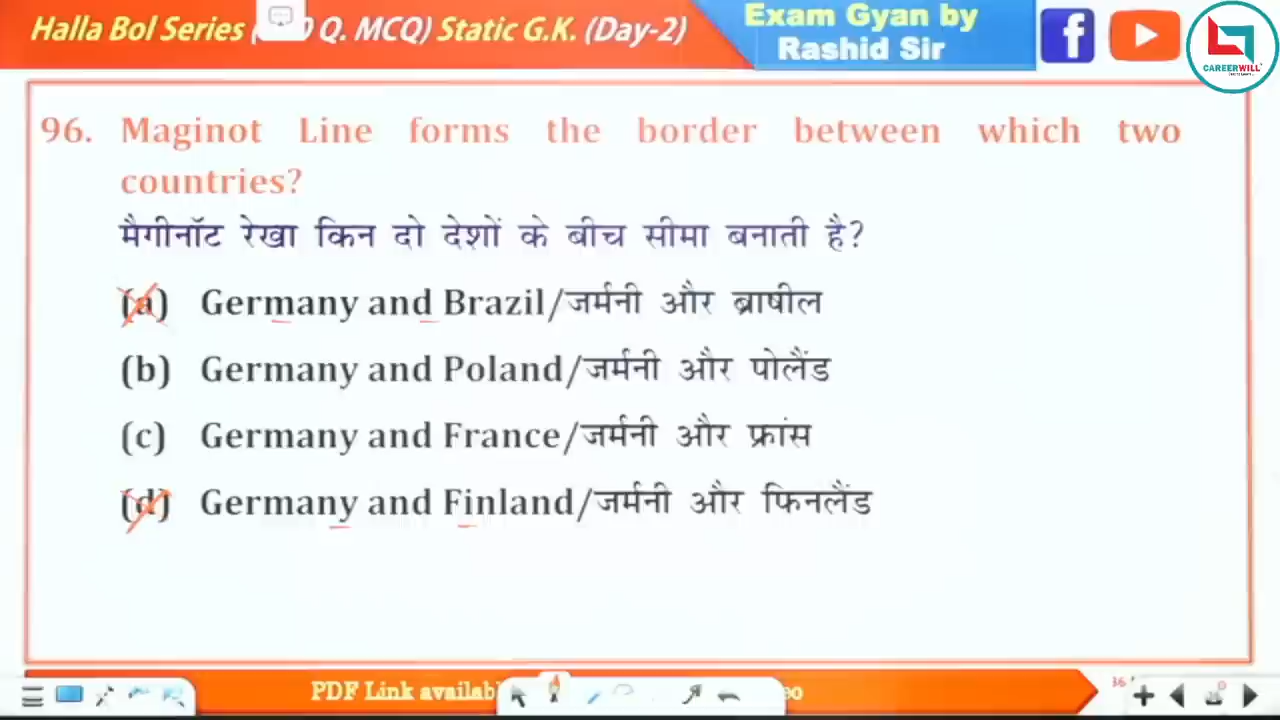 Halla Bol Series 0 Q. MCQ) Static G.K. (Day-2)
Exam Gyan by
Rashid Sir
CAREERWILL
96. Maginot Line forms the border between which two
countries?
मैगीनॉट रेखा किन दो देशों के बीच सीमा बनाती है?
(a) Germany and Brazil/जर्मनी और ब्राषील
(b) Germany and Poland/जर्मनी और पोलैंड
(c) Germany and France/जर्मनी और फ्रांस
(d) Germany and Finland/जर्मनी और फिनलैंड
PDF Link